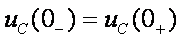 u_C(0_-) = u_C(0_+)